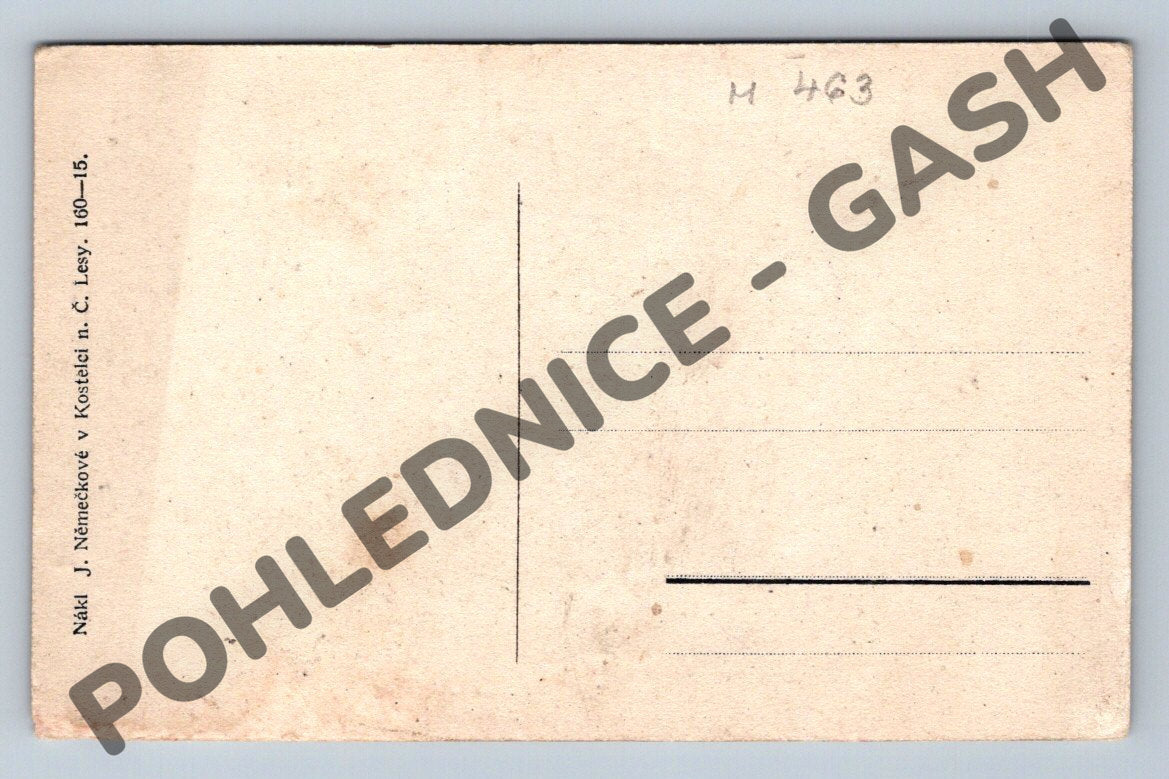 M 463
Nákl J. Němečkové v Kostelci n. Č. Lesy. 160—15.
POHLEDNICE - GASH